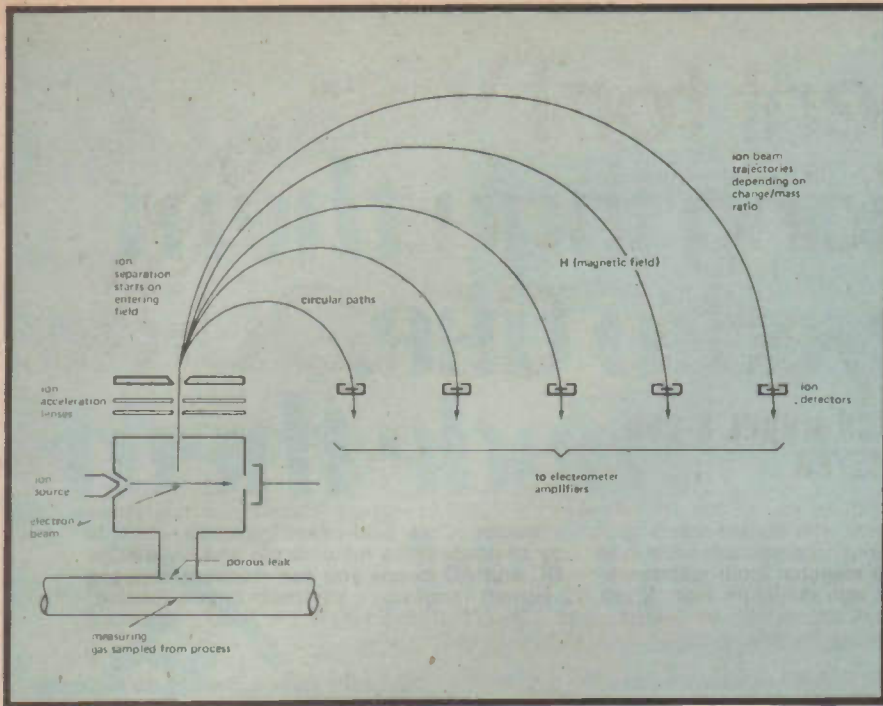 ion beam
trajectories
depending on
change/mass
ratio
H (magnetic field)
ion
separation
starts on
entering
field
circular paths
ion
acceleration
lenses
ion
detectors
to electrometer
amplifiers
ion
source
electron
beam
porous leak
measuring
gas sampled from process